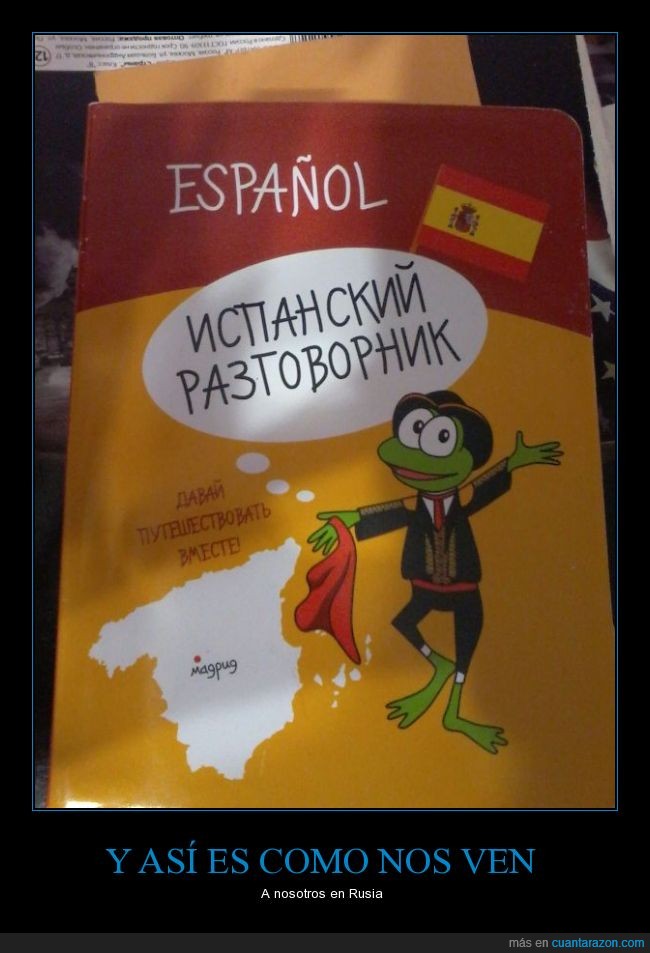 ESPAÑOL
ИСПАНСКИЙ
РАЗГОВОРНИК
ДАВАЙ
ПУТЕШЕСТВОВАТЬ
ВМЕСТЕ!
мадрид
Y ASÍ ES COMO NOS VEN
A nosotros en Rusia
más en cuantarazon.com